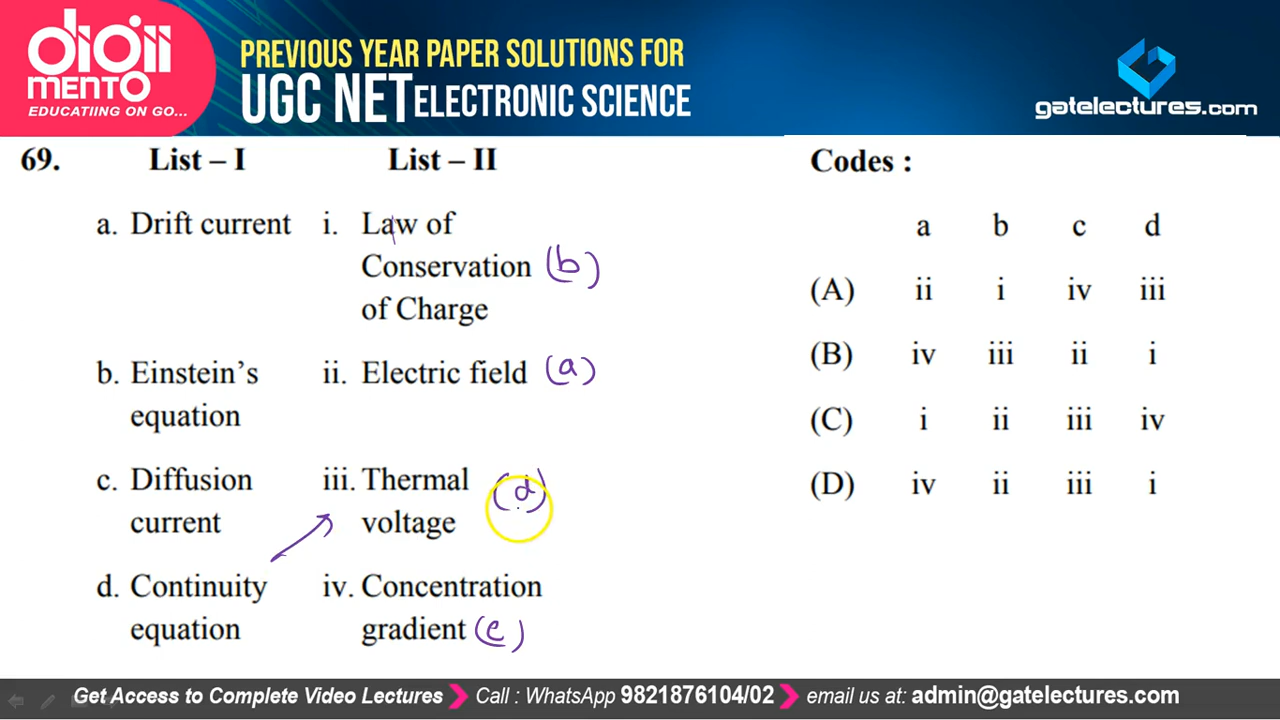 digii
MENTO
EDUCATIING ON GO...
PREVIOUS YEAR PAPER SOLUTIONS FOR
UGC NET ELECTRONIC SCIENCE
gatelectures.com
69. List – I List – II
a. Drift current i. Law of
Conservation (b)
of Charge
b. Einstein's ii. Electric field (a)
equation
c. Diffusion iii. Thermal (d)
current voltage
d. Continuity iv. Concentration
equation gradient (c)
Codes :
a b c d
(A) ii i iv iii
(B) iv iii ii i
(C) i ii iii iv
(D) iv ii iii i
Get Access to Complete Video Lectures Call : WhatsApp 9821876104/02 email us at: admin@gatelectures.com